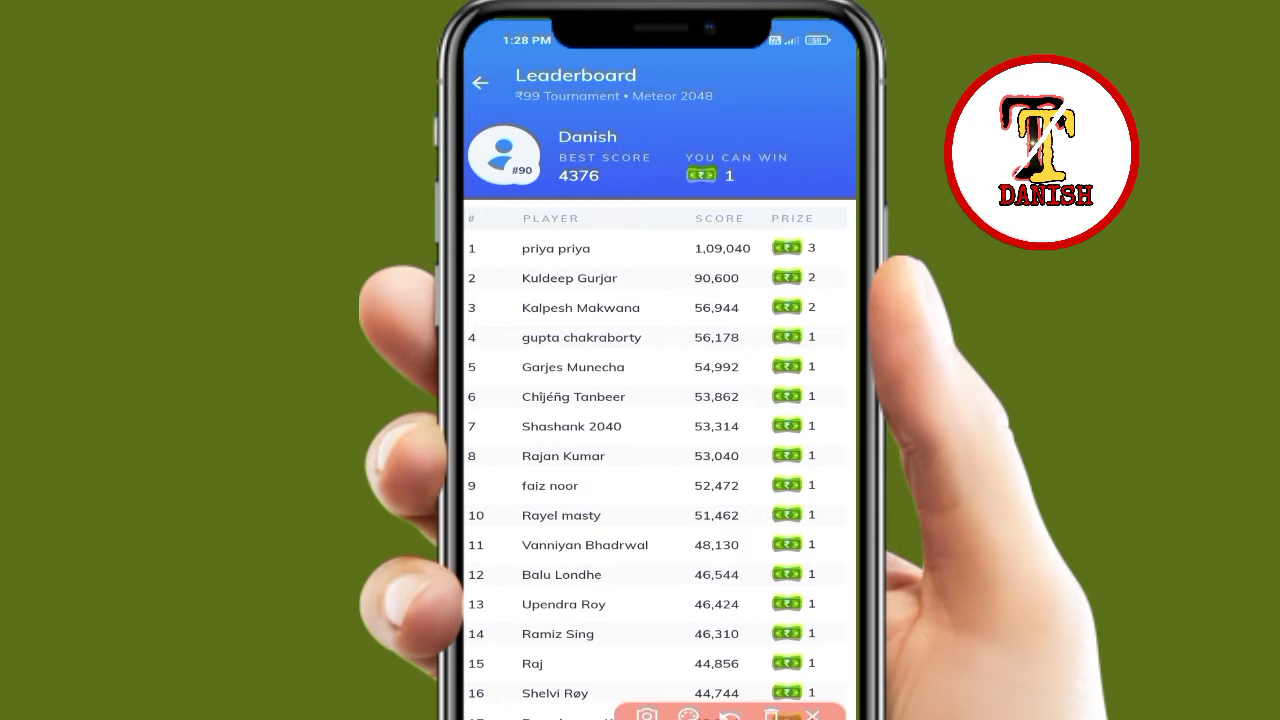 1:28 PM
58
Leaderboard
₹99 Tournament • Meteor 2048
Danish
#90
BEST SCORE YOU CAN WIN
4376 ₹ 1
# PLAYER SCORE PRIZE
1 priya priya 1,09,040 ₹ 3
2 Kuldeep Gurjar 90,600 ₹ 2
3 Kalpesh Makwana 56,944 ₹ 2
4 gupta chakraborty 56,178 ₹ 1
5 Garjes Munecha 54,992 ₹ 1
6 Chîjéñg Tanbeer 53,862 ₹ 1
7 Shashank 2040 53,314 ₹ 1
8 Rajan Kumar 53,040 ₹ 1
9 faiz noor 52,472 ₹ 1
10 Rayel masty 51,462 ₹ 1
11 Vanniyan Bhadrwal 48,130 ₹ 1
12 Balu Londhe 46,544 ₹ 1
13 Upendra Roy 46,424 ₹ 1
14 Ramiz Sing 46,310 ₹ 1
15 Raj 44,856 ₹ 1
16 Shelvi Røy 44,744 ₹ 1
TT
DANISH